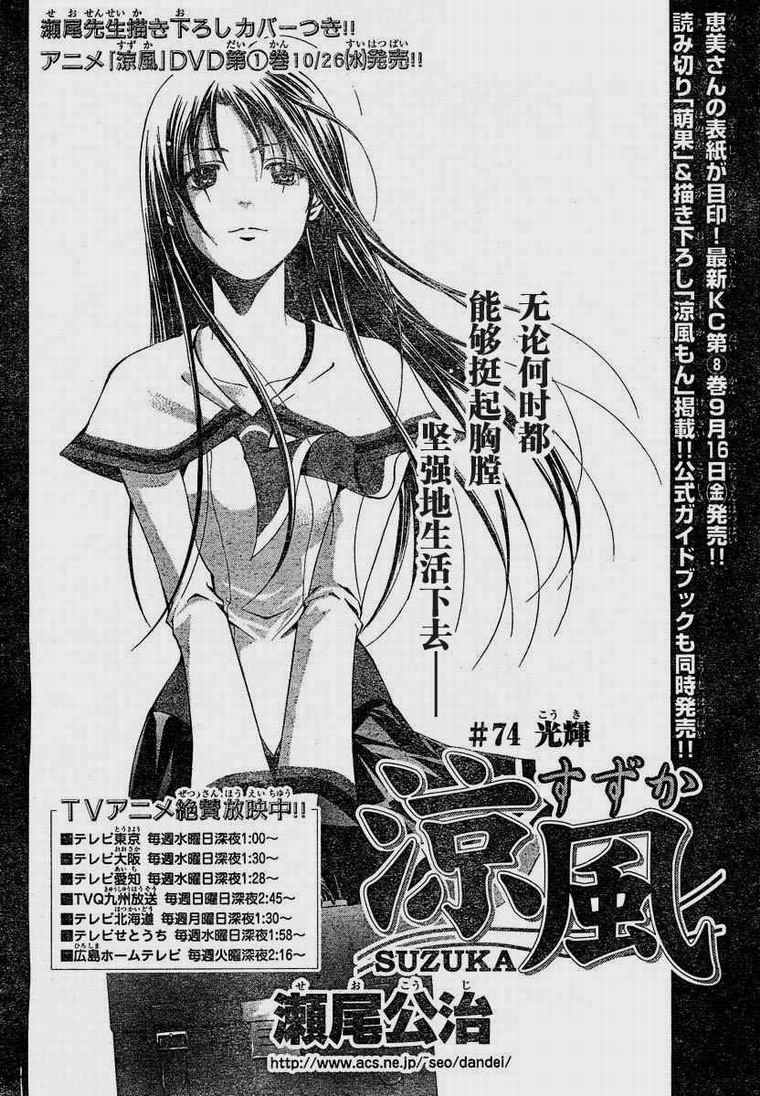 瀬尾先生描き下ろしカバーつき!!
アニメ「涼風」DVD第①巻10/26㈬発売!!
恵美さんの表紙が目印！最新KC第⑧巻9月16日㊎発売!!
読み切り「萌果」&描き下ろし「涼風もん」掲載!!公式ガイドブックも同時発売!!
无论何时都
能够挺起胸膛
坚强地生活下去——
#74 光輝
こうき
すずか
涼風
SUZUKA
TVアニメ絶賛放映中!!
テレビ東京 毎週水曜日深夜1:00〜
テレビ大阪 毎週水曜日深夜1:30〜
テレビ愛知 毎週水曜日深夜1:28〜
TVQ九州放送 毎週日曜日深夜2:45〜
テレビ北海道 毎週月曜日深夜1:30〜
テレビせとうち 毎週水曜日深夜1:58〜
広島ホームテレビ 毎週火曜深夜2:16〜
せおこうじ
瀬尾公治
http://www.acs.ne.jp/~seo/dandei/